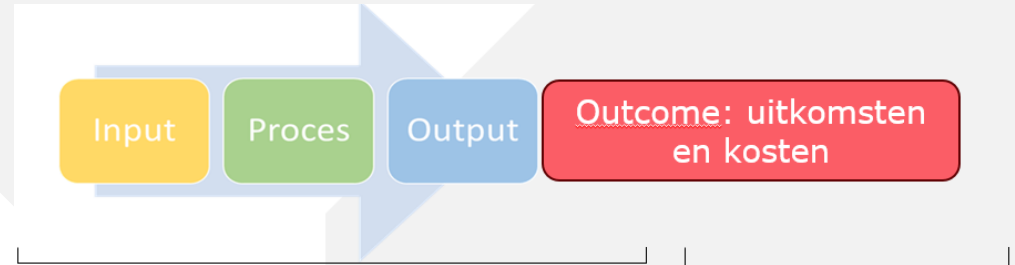 Input
Proces
Output
Outcome: uitkomsten
en kosten